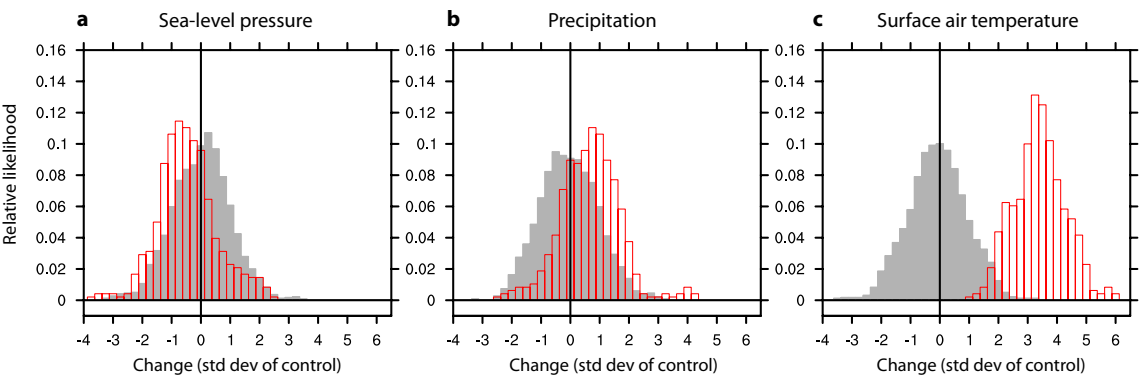 a Sea-level pressure
b Precipitation
c Surface air temperature
Relative likelihood
0.16
0.14
0.12
0.1
0.08
0.06
0.04
0.02
0
0.16
0.14
0.12
0.1
0.08
0.06
0.04
0.02
0
0.16
0.14
0.12
0.1
0.08
0.06
0.04
0.02
0
-4 -3 -2 -1 0 1 2 3 4 5 6
-4 -3 -2 -1 0 1 2 3 4 5 6
-4 -3 -2 -1 0 1 2 3 4 5 6
Change (std dev of control)
Change (std dev of control)
Change (std dev of control)